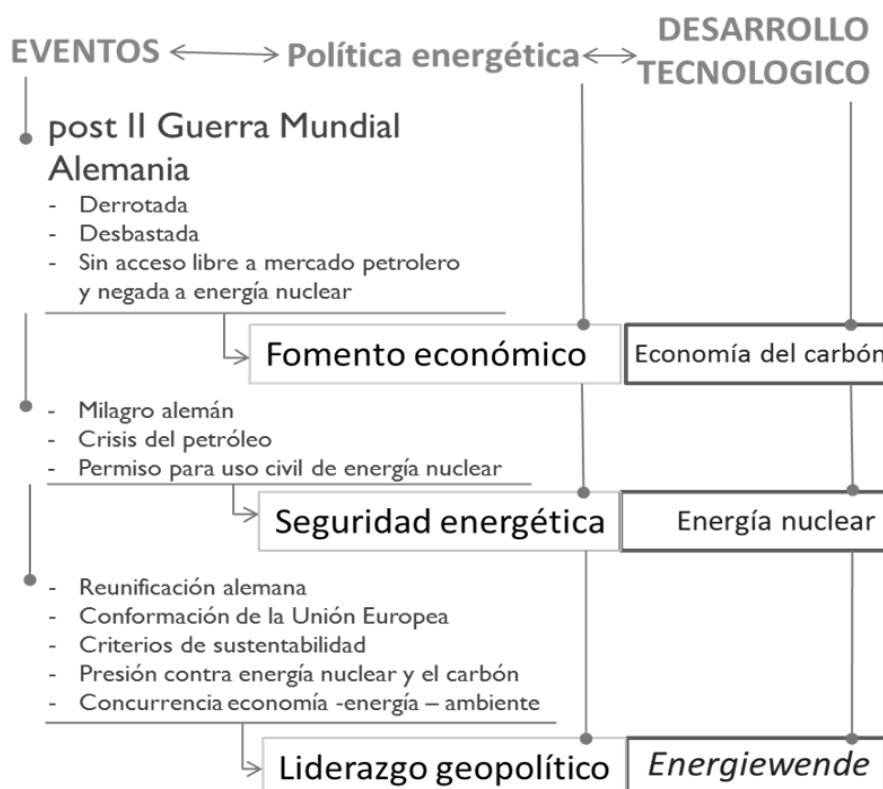 EVENTOS
Política energética
DESARROLLO
TECNOLOGICO
post II Guerra Mundial
Alemania
- Derrotada
- Desbastada
- Sin acceso libre a mercado petrolero
y negada a energía nuclear
Fomento económico
Economía del carbón
- Milagro alemán
- Crisis del petróleo
- Permiso para uso civil de energía nuclear
Seguridad energética
Energía nuclear
- Reunificación alemana
- Conformación de la Unión Europea
- Criterios de sustentabilidad
- Presión contra energía nuclear y el carbón
- Concurrencia economía -energía – ambiente
Liderazgo geopolítico
Energiewende